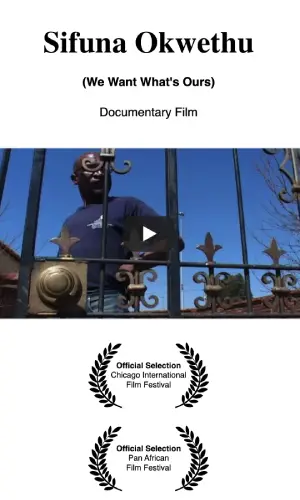 Sifuna Okwethu
(We Want What's Ours)
Documentary Film
Official Selection
Chicago International
Film Festival
Official Selection
Pan African
Film Festival